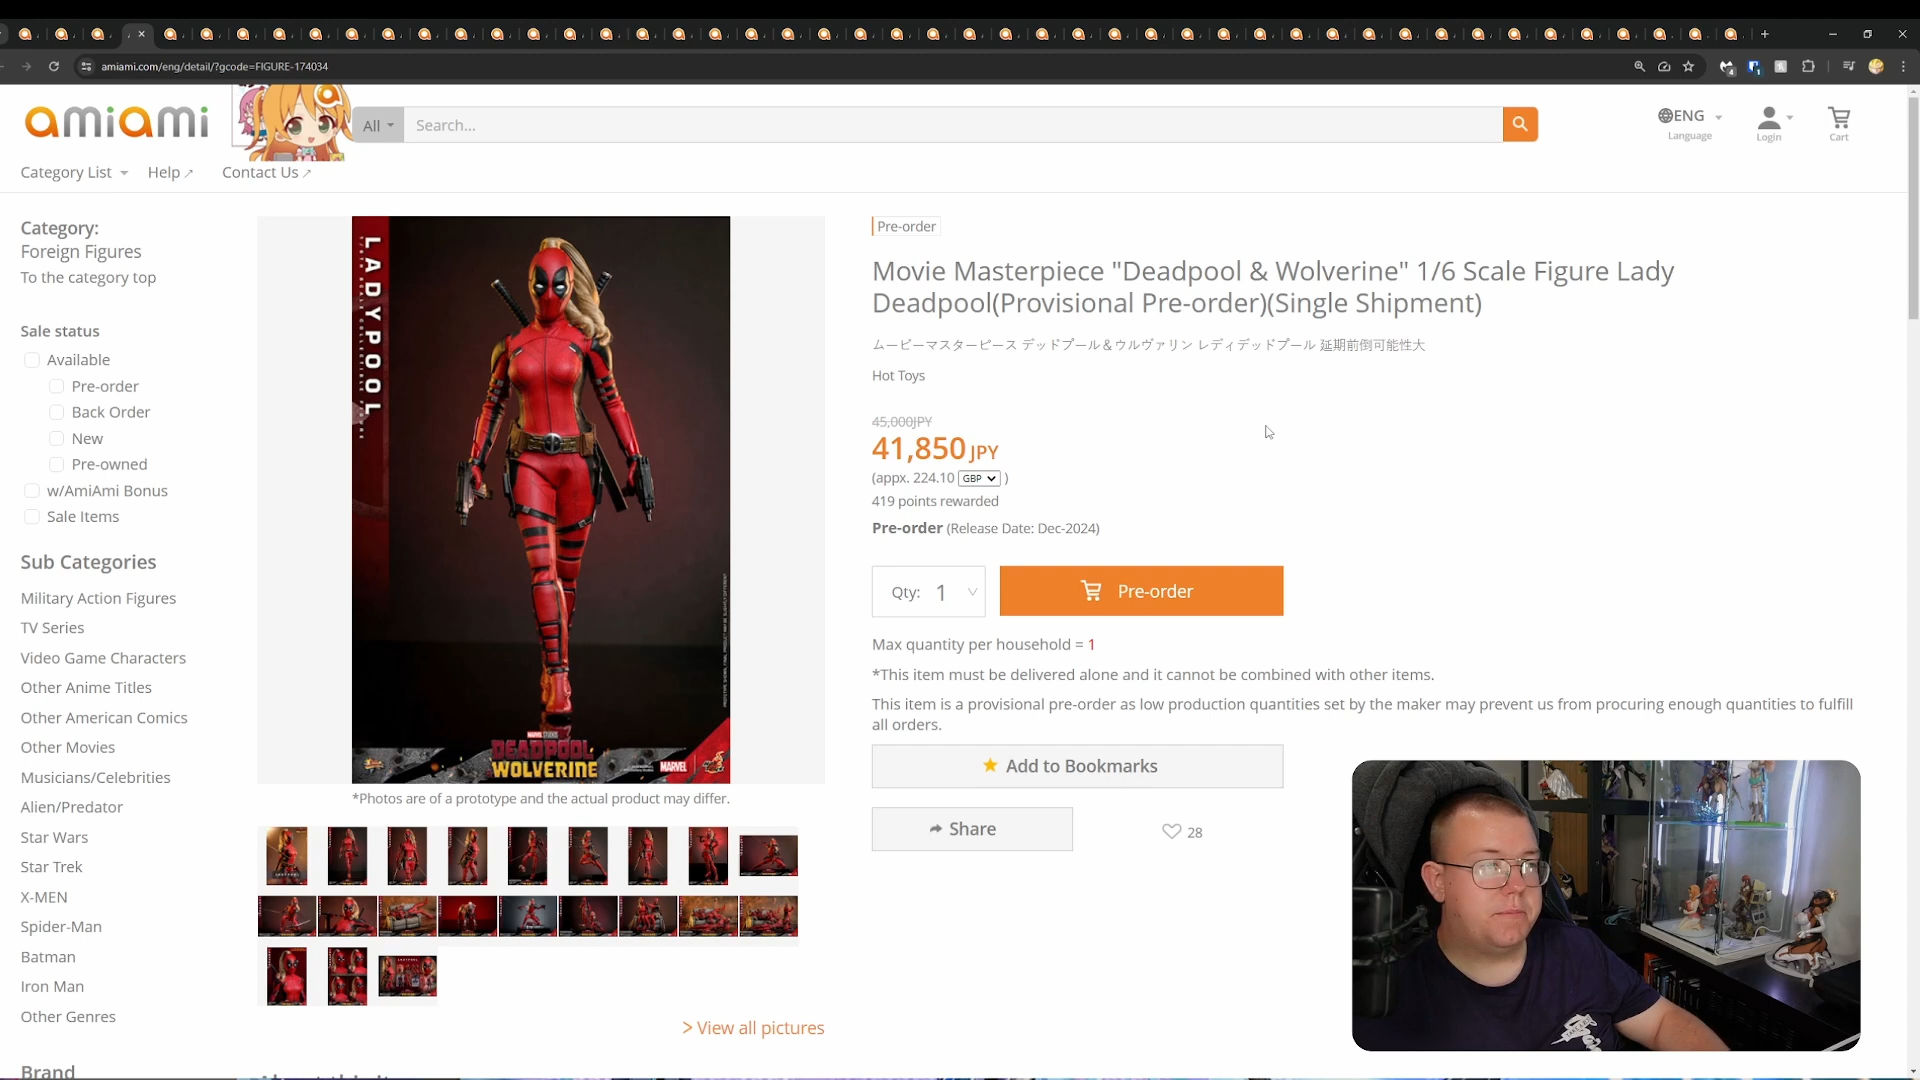 amiami.com/eng/detail/?gcode=FIGURE-174034
amiami
All
Search...
ENG
Language
Login
Cart
Category List
Help
Contact Us
Category:
Foreign Figures
To the category top
Sale status
Available
Pre-order
Back Order
New
Pre-owned
w/AmiAmi Bonus
Sale Items
Sub Categories
Military Action Figures
TV Series
Video Game Characters
Other Anime Titles
Other American Comics
Other Movies
Musicians/Celebrities
Alien/Predator
Star Wars
Star Trek
X-MEN
Spider-Man
Batman
Iron Man
Other Genres
Brand
LADYPOOL
MARVEL STUDIOS
DEADPOOL
WOLVERINE
MARVEL
*Photos are of a prototype and the actual product may differ.
> View all pictures
Pre-order
Movie Masterpiece "Deadpool & Wolverine" 1/6 Scale Figure Lady
Deadpool(Provisional Pre-order)(Single Shipment)
ムービーマスターピース デッドプール＆ウルヴァリン レディデッドプール 延期前倒可能性大
Hot Toys
45,000JPY
41,850 JPY
(appx. 224.10 GBP )
419 points rewarded
Pre-order (Release Date: Dec-2024)
Qty: 1
Pre-order
Max quantity per household = 1
*This item must be delivered alone and it cannot be combined with other items.
This item is a provisional pre-order as low production quantities set by the maker may prevent us from procuring enough quantities to fulfill
all orders.
Add to Bookmarks
Share
28